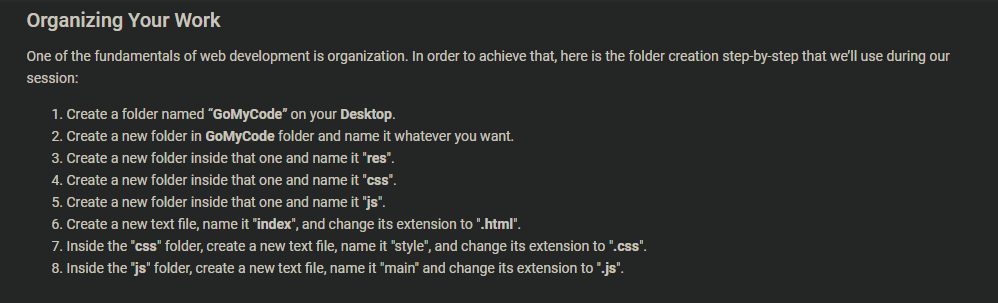 Organizing Your Work
One of the fundamentals of web development is organization. In order to achieve that, here is the folder creation step-by-step that we’ll use during our
session:
1. Create a folder named “GoMyCode” on your Desktop.
2. Create a new folder in GoMyCode folder and name it whatever you want.
3. Create a new folder inside that one and name it "res".
4. Create a new folder inside that one and name it "css".
5. Create a new folder inside that one and name it "js".
6. Create a new text file, name it "index", and change its extension to ".html".
7. Inside the "css" folder, create a new text file, name it "style", and change its extension to ".css".
8. Inside the "js" folder, create a new text file, name it "main" and change its extension to ".js".